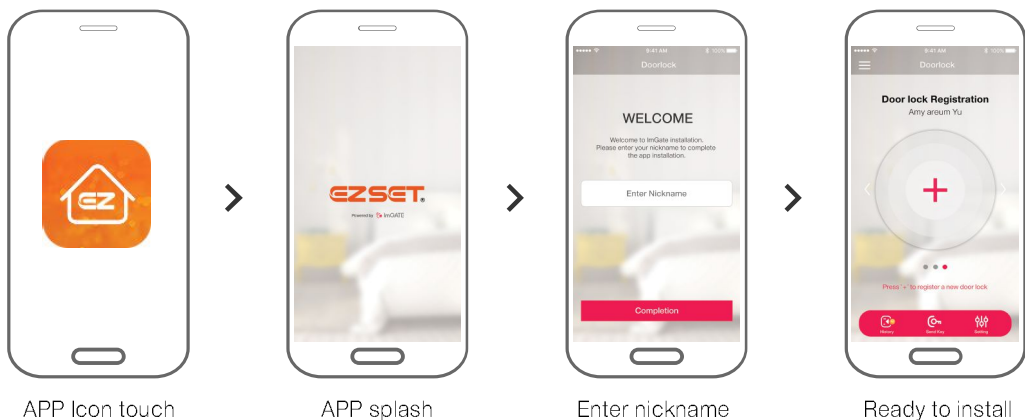 EZ
APP Icon touch
EZSET®
Powered by ImGATE
APP splash
9:41 AM 100%
Doorlock
WELCOME
Welcome to ImGate installation.
Please enter your nickname to complete
the app installation.
Enter Nickname
Completion
Enter nickname
9:41 AM 100%
Doorlock
Door lock Registration
Amy areum Yu
+
Press '+' to register a new door lock
History Send Key Setting
Ready to install